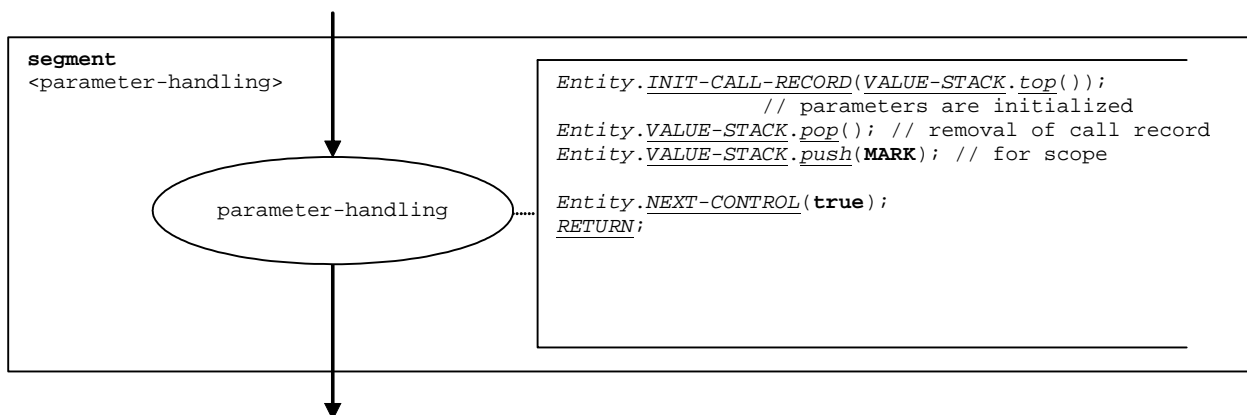 segment
<parameter-handling>
parameter-handling
Entity.INIT-CALL-RECORD(VALUE-STACK.top());
// parameters are initialized
Entity.VALUE-STACK.pop(); // removal of call record
Entity.VALUE-STACK.push(MARK); // for scope
Entity.NEXT-CONTROL(true);
RETURN;